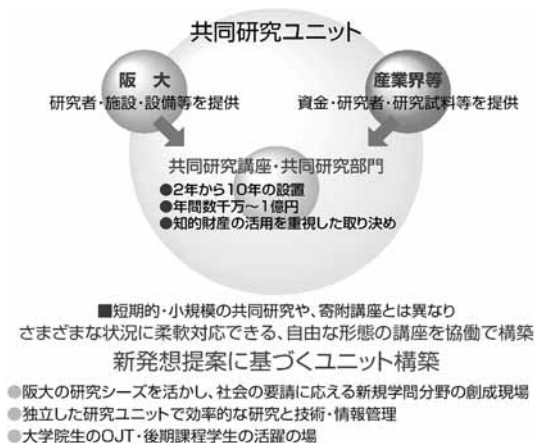 共同研究ユニット
阪 大
研究者・施設・設備等を提供
産業界等
資金・研究者・研究試料等を提供
共同研究講座・共同研究部門
●2年から10年の設置
●年間数千万～1億円
●知的財産の活用を重視した取り決め
■短期的・小規模の共同研究や、寄附講座とは異なり
さまざまな状況に柔軟対応できる、自由な形態の講座を協働で構築
新発想提案に基づくユニット構築
●阪大の研究シーズを活かし、社会の要請に応える新規学問分野の創成現場
●独立した研究ユニットで効率的な研究と技術・情報管理
●大学院生のOJT・後期課程学生の活躍の場